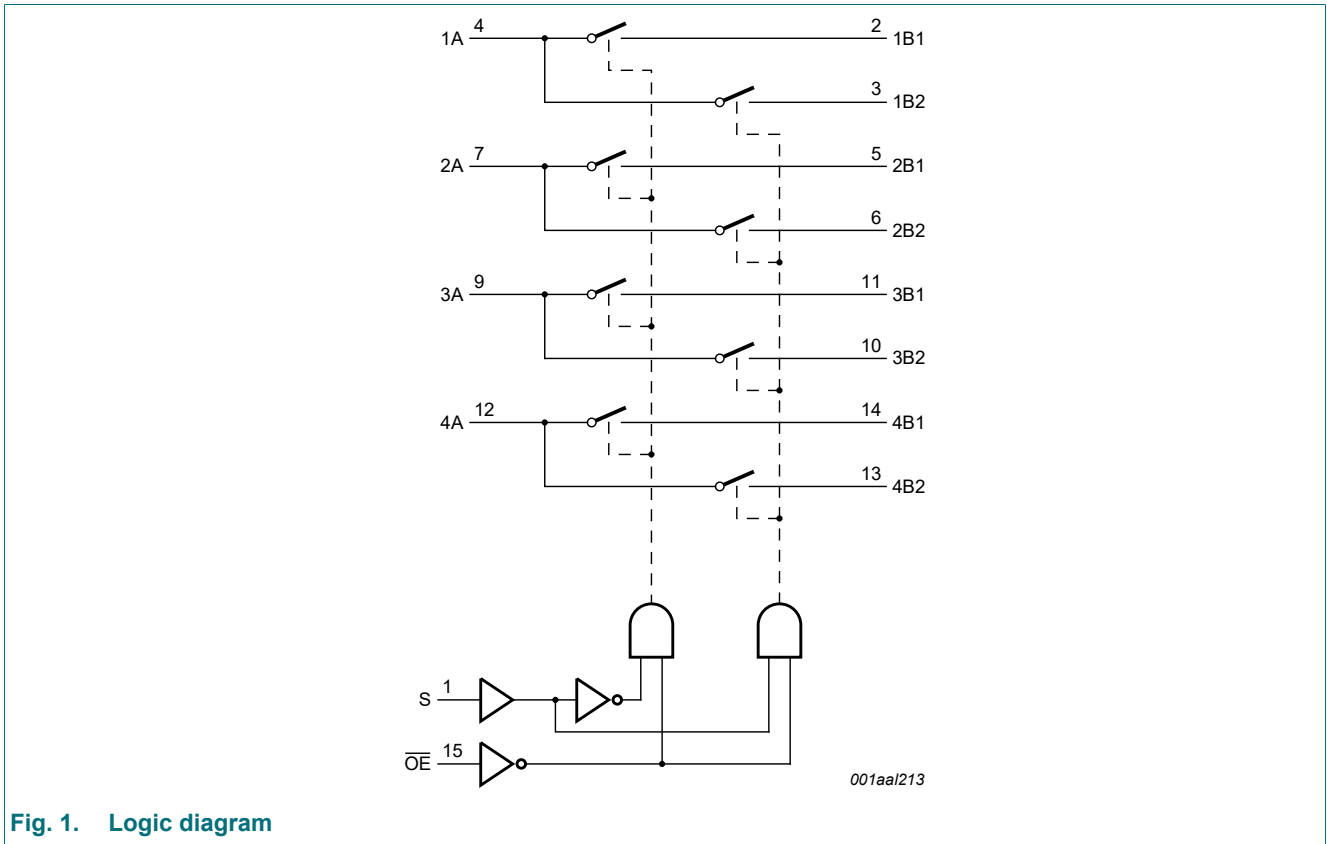 1A 4 2 1B1
3 1B2
2A 7 5 2B1
6 2B2
3A 9 11 3B1
10 3B2
4A 12 14 4B1
13 4B2
S 1
O̅E̅ 15
001aal213
Fig. 1. Logic diagram